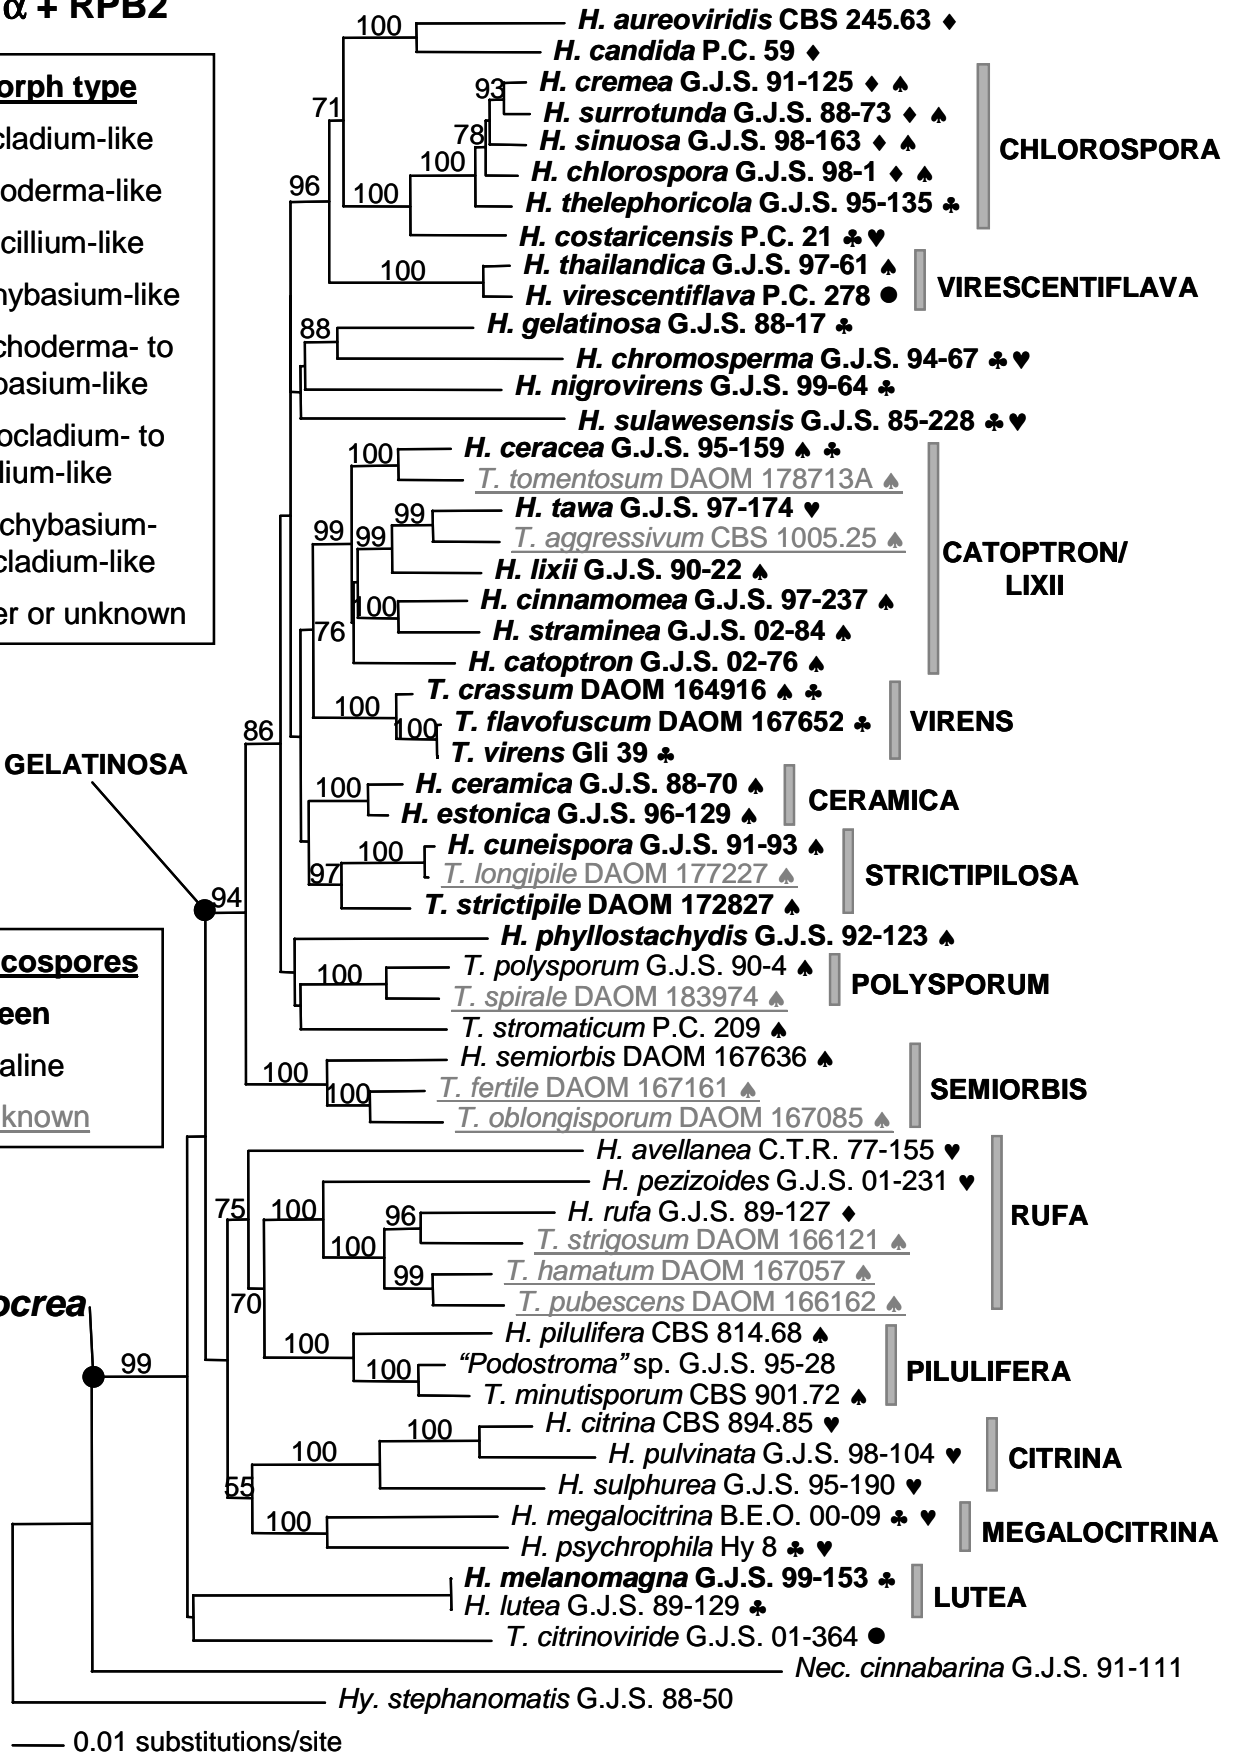 α + RPB2
orph type
cladium-like
oderma-like
cillium-like
hybasium-like
choderma- to
basium-like
ocladium- to
lium-like
chybasium-
cladium-like
er or unknown
H. aureoviridis CBS 245.63 ♦
100
H. candida P.C. 59 ♦
71
H. cremea G.J.S. 91-125 ♦ ♠
93
H. surrotunda G.J.S. 88-73 ♦ ♠
78
H. sinuosa G.J.S. 98-163 ♦ ♠
CHLOROSPORA
100
H. chlorospora G.J.S. 98-1 ♦ ♠
96
100
H. thelephoricola G.J.S. 95-135 ♣
H. costaricensis P.C. 21 ♣ ♥
H. thailandica G.J.S. 97-61 ♠
100
VIRESCENTIFLAVA
H. virescentiflava P.C. 278 ●
H. gelatinosa G.J.S. 88-17 ♣
88
H. chromosperma G.J.S. 94-67 ♣ ♥
H. nigrovirens G.J.S. 99-64 ♣
H. sulawesensis G.J.S. 85-228 ♣ ♥
H. ceracea G.J.S. 95-159 ♠ ♣
100
T. tomentosum DAOM 178713A ♠
H. tawa G.J.S. 97-174 ♥
99
99
99
T. aggressivum CBS 1005.25 ♠
CATOPTRON/
LIXII
H. lixii G.J.S. 90-22 ♠
H. cinnamomea G.J.S. 97-237 ♠
100
76
H. straminea G.J.S. 02-84 ♠
H. catoptron G.J.S. 02-76 ♠
T. crassum DAOM 164916 ♠ ♣
100
VIRENS
86
100
T. flavofuscum DAOM 167652 ♣
T. virens Gli 39 ♣
GELATINOSA
H. ceramica G.J.S. 88-70 ♠
100
CERAMICA
H. estonica G.J.S. 96-129 ♠
H. cuneispora G.J.S. 91-93 ♠
100
97
T. longipile DAOM 177227 ♠
STRICTIPILOSA
94
T. strictipile DAOM 172827 ♠
H. phyllostachydis G.J.S. 92-123 ♠
cospores
een
aline
known
T. polysporum G.J.S. 90-4 ♠
100
POLYSPORUM
T. spirale DAOM 183974 ♠
T. stromaticum P.C. 209 ♠
H. semiorbis DAOM 167636 ♠
100
100
T. fertile DAOM 167161 ♠
SEMIORBIS
T. oblongisporum DAOM 167085 ♠
H. avellanea C.T.R. 77-155 ♥
H. pezizoides G.J.S. 01-231 ♥
75
100
96
H. rufa G.J.S. 89-127 ♦
RUFA
100
T. strigosum DAOM 166121 ♠
99
T. hamatum DAOM 167057 ♠
70
T. pubescens DAOM 166162 ♠
ocrea
H. pilulifera CBS 814.68 ♠
100
99
100
“Podostroma” sp. G.J.S. 95-28
PILULIFERA
T. minutisporum CBS 901.72 ♠
H. citrina CBS 894.85 ♥
100
100
H. pulvinata G.J.S. 98-104 ♥
CITRINA
55
H. sulphurea G.J.S. 95-190 ♥
H. megalocitrina B.E.O. 00-09 ♣ ♥
100
MEGALOCITRINA
H. psychrophila Hy 8 ♣ ♥
H. melanomagna G.J.S. 99-153 ♣
LUTEA
H. lutea G.J.S. 89-129 ♣
T. citrinoviride G.J.S. 01-364 ●
Nec. cinnabarina G.J.S. 91-111
Hy. stephanomatis G.J.S. 88-50
0.01 substitutions/site